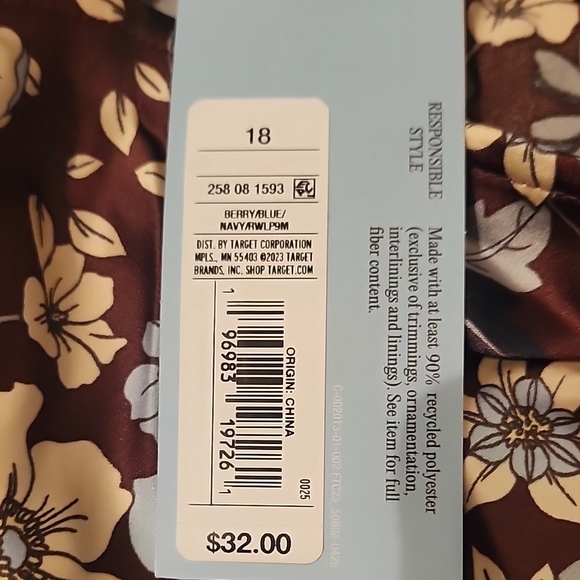 18
258 08 1593
BERRY/BLUE/
NAVY/RWLP9M
DIST. BY TARGET CORPORATION
MPLS., MN 55403 ©2023 TARGET
BRANDS, INC. SHOP TARGET.COM
1 96983 19726 1
ORIGIN: CHINA
0025
$32.00
RESPONSIBLE
STYLE
Made with at least 90% recycled polyester
(exclusive of trimmings, ornamentation,
interlinings and linings). See item for full
fiber content.